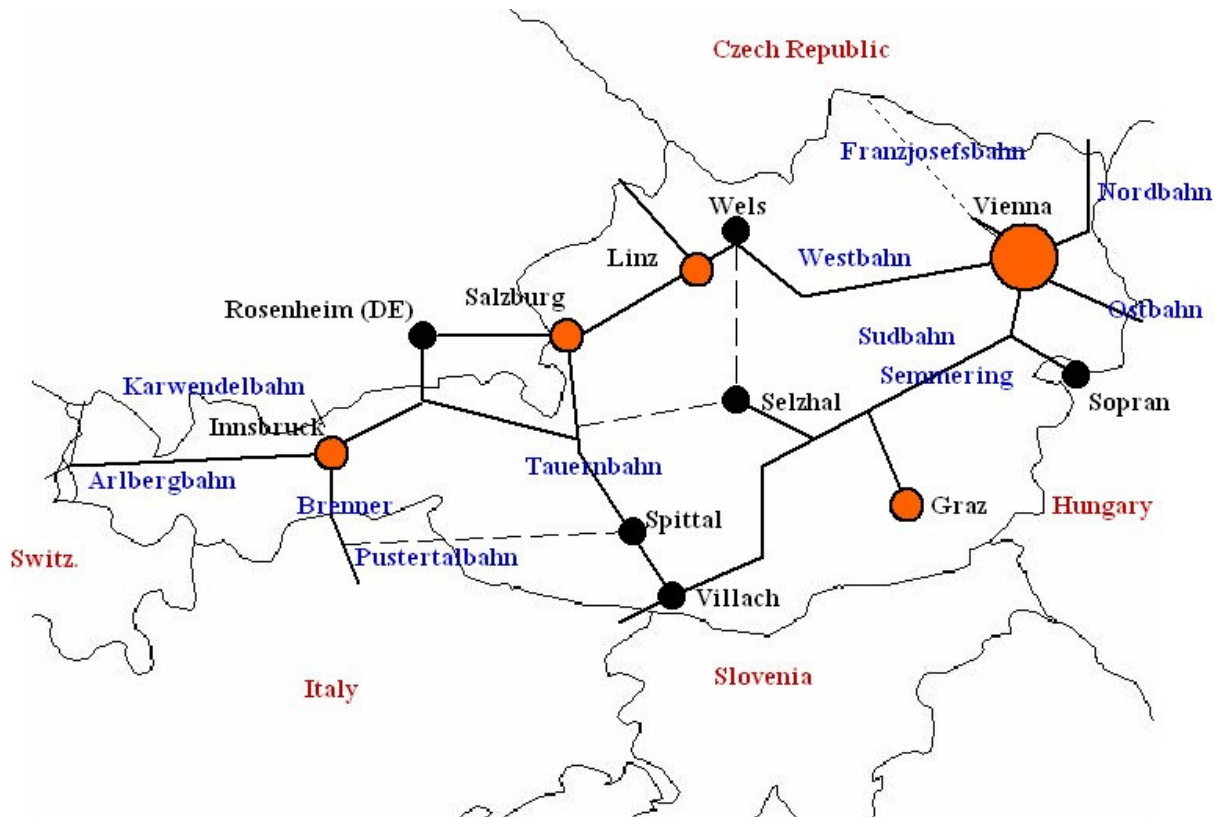 Czech Republic
Franzjosefsbahn
Nordbahn
Wels
Vienna
Linz
Westbahn
Salzburg
Rosenheim (DE)
Ostbahn
Sudbahn
Semmering
Karwendelbahn
Selzhal
Sopran
Innsbruck
Tauernbahn
Arlbergbahn
Brenner
Graz
Hungary
Spittal
Pustertalbahn
Switz.
Villach
Slovenia
Italy